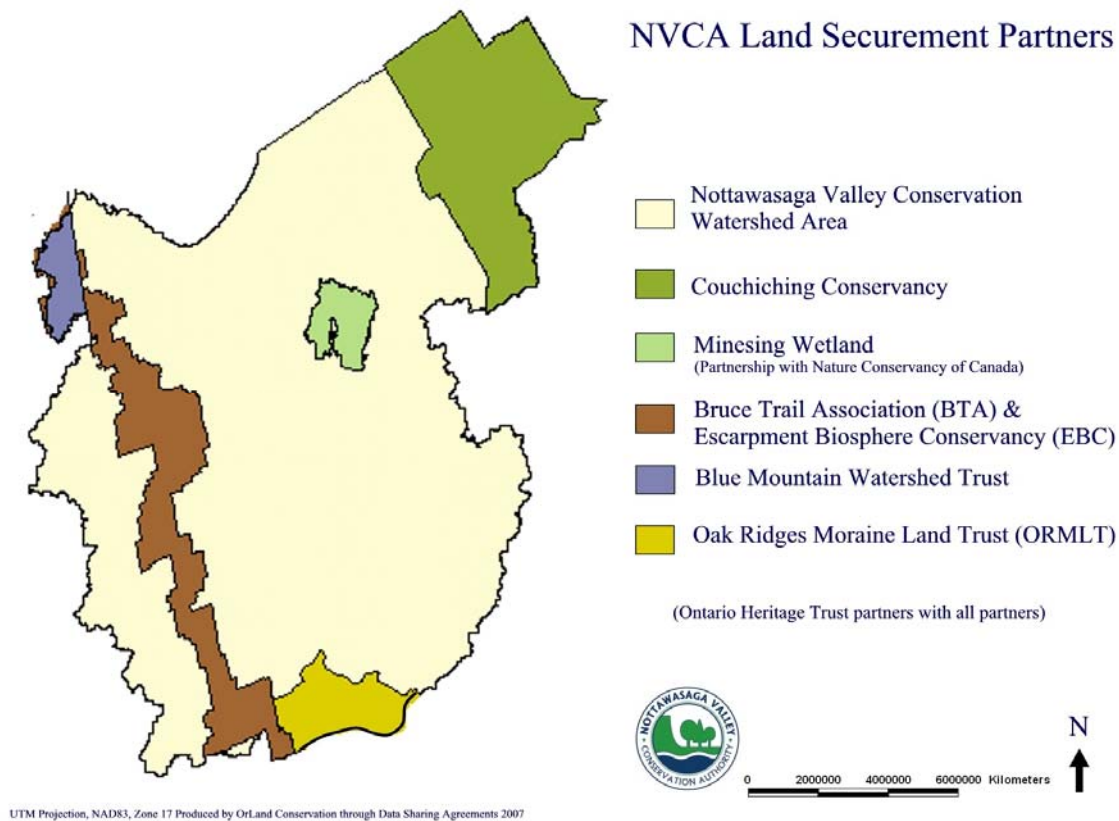 NVCA Land Securement Partners
Nottawasaga Valley Conservation
Watershed Area
Couchiching Conservancy
Minesing Wetland
(Partnership with Nature Conservancy of Canada)
Bruce Trail Association (BTA) &
Escarpment Biosphere Conservancy (EBC)
Blue Mountain Watershed Trust
Oak Ridges Moraine Land Trust (ORMLT)
(Ontario Heritage Trust partners with all partners)
NOTTAWASAGA VALLEY
CONSERVATION AUTHORITY
N
0 2000000 4000000 6000000 Kilometers
UTM Projection, NAD83, Zone 17 Produced by OrLand Conservation through Data Sharing Agreements 2007